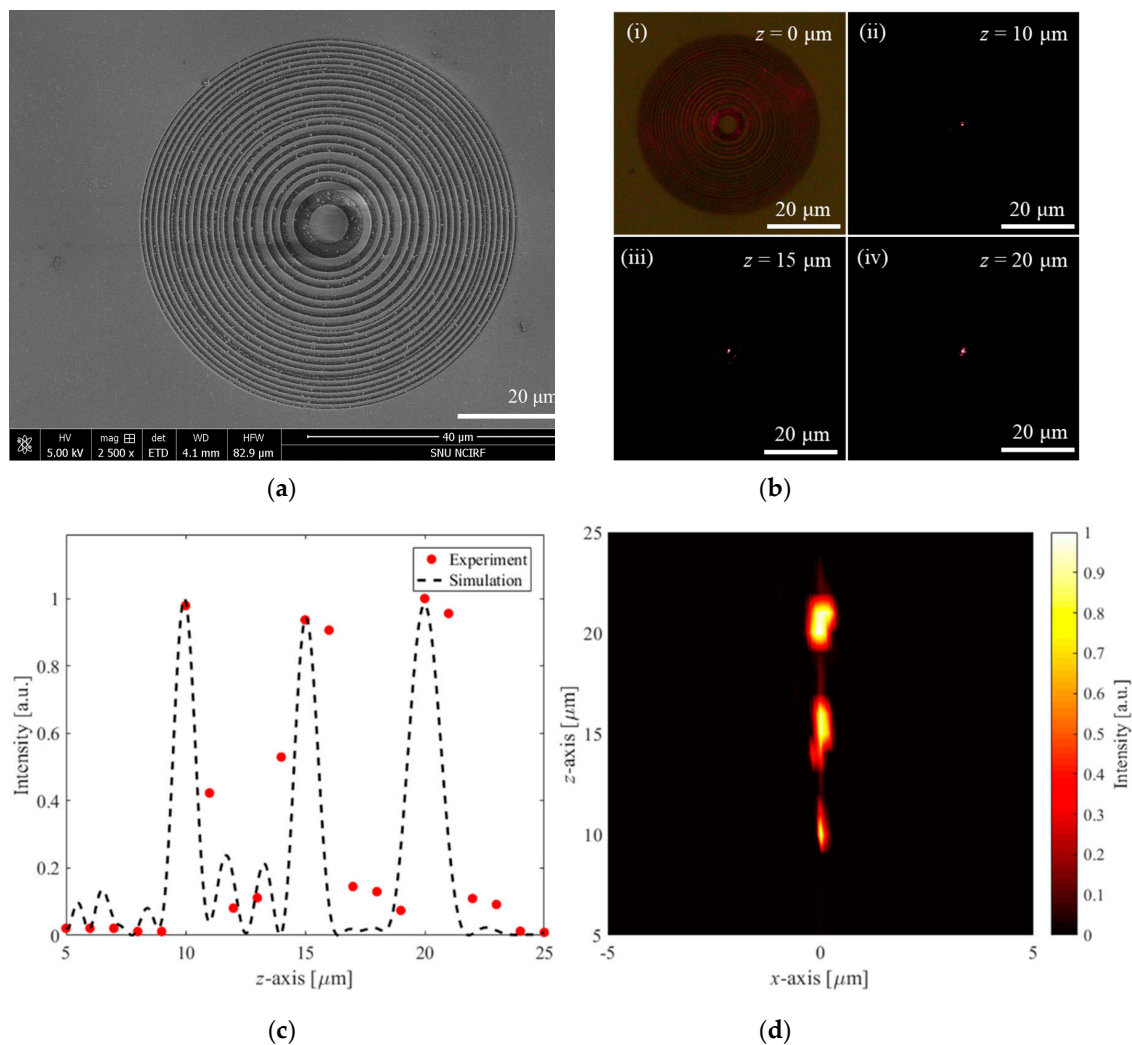 20 μm
HV
5.00 kV
mag
2 500 x
det
ETD
WD
4.1 mm
HFW
82.9 μm
40 μm
SNU NCIRF
(a)
(i) z = 0 μm
20 μm
(ii) z = 10 μm
20 μm
(iii) z = 15 μm
20 μm
(iv) z = 20 μm
20 μm
(b)
Experiment
Simulation
Intensity [a.u.]
1
0.8
0.6
0.4
0.2
0
5 10 15 20 25
z-axis [μm]
(c)
z-axis [μm]
25
20
15
10
5
-5 0 5
x-axis [μm]
1
0.9
0.8
0.7
0.6
0.5
0.4
0.3
0.2
0.1
0
Intensity [a.u.]
(d)